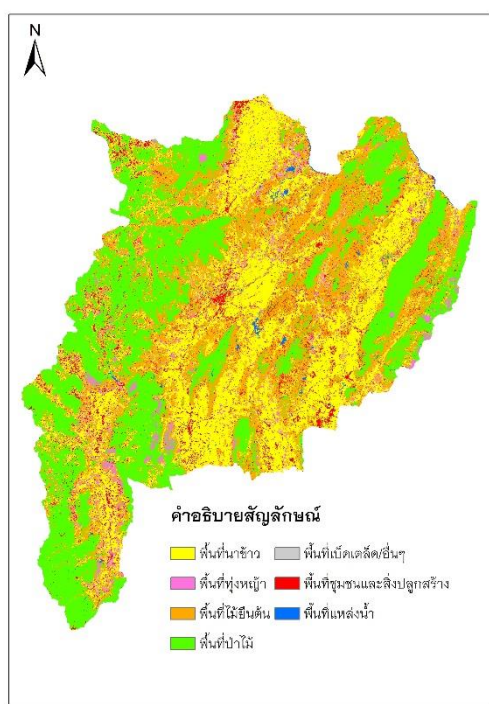 N
คำอธิบายสัญลักษณ์
พื้นที่นาข้าว
พื้นที่เบ็ดเตล็ด/อื่นๆ
พื้นที่ทุ่งหญ้า
พื้นที่ชุมชนและสิ่งปลูกสร้าง
พื้นที่ไม้ยืนต้น
พื้นที่แหล่งน้ำ
พื้นที่ป่าไม้